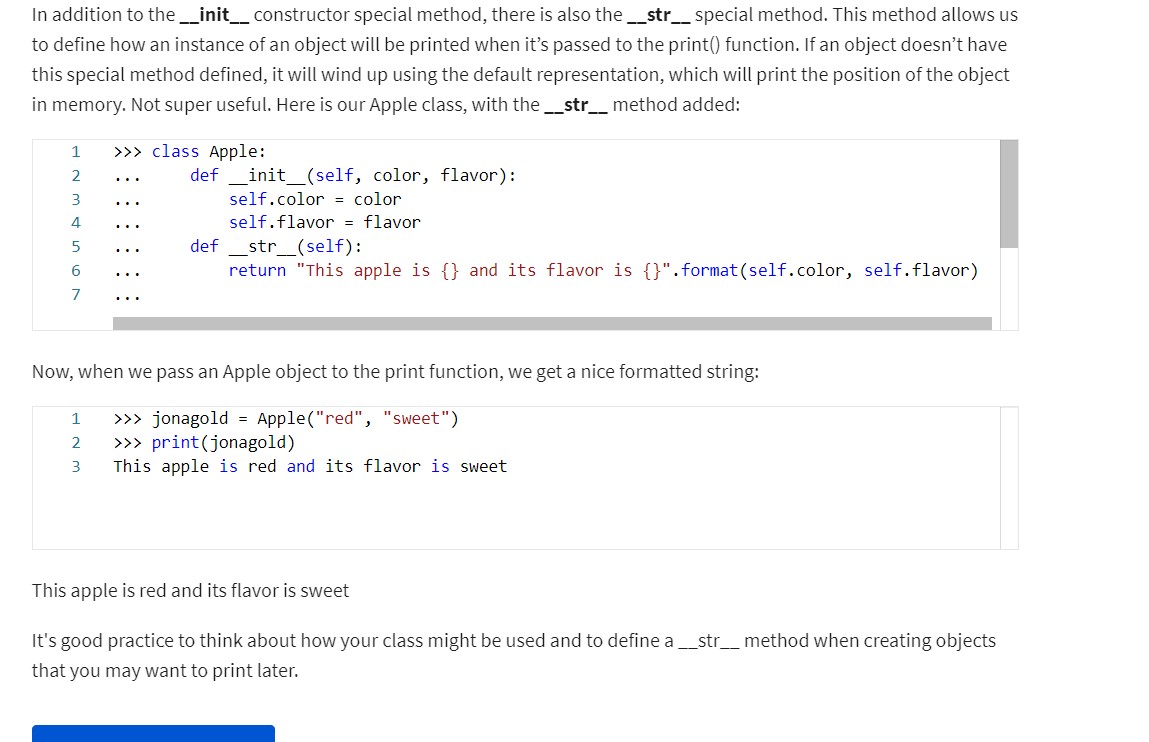 In addition to the __init__ constructor special method, there is also the __str__ special method. This method allows us
to define how an instance of an object will be printed when it’s passed to the print() function. If an object doesn’t have
this special method defined, it will wind up using the default representation, which will print the position of the object
in memory. Not super useful. Here is our Apple class, with the __str__ method added:
1 >>> class Apple:
2 ...     def __init__(self, color, flavor):
3 ...         self.color = color
4 ...         self.flavor = flavor
5 ...     def __str__(self):
6 ...         return "This apple is {} and its flavor is {}".format(self.color, self.flavor)
7 ...
Now, when we pass an Apple object to the print function, we get a nice formatted string:
1 >>> jonagold = Apple("red", "sweet")
2 >>> print(jonagold)
3 This apple is red and its flavor is sweet
This apple is red and its flavor is sweet
It's good practice to think about how your class might be used and to define a __str__ method when creating objects
that you may want to print later.